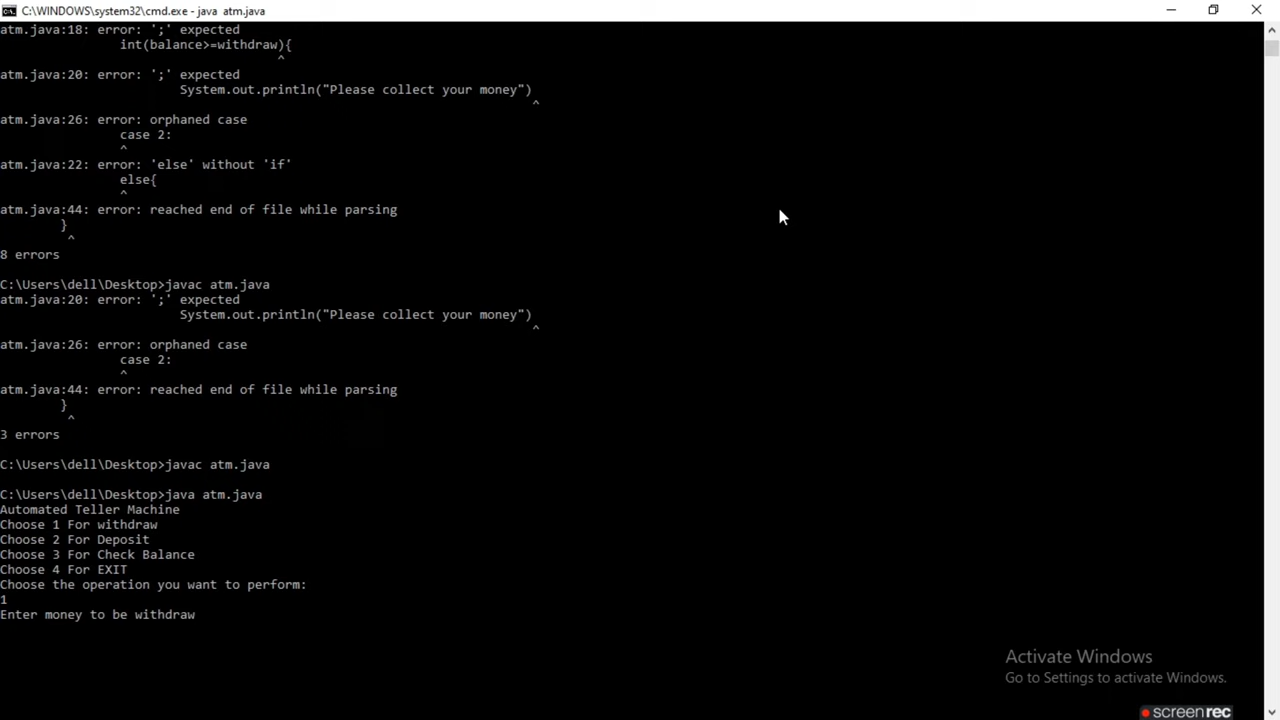 C:\WINDOWS\system32\cmd.exe - java  atm.java
atm.java:18: error: ';' expected
int(balance>=withdraw){
^
atm.java:20: error: ';' expected
System.out.println("Please collect your money")
^
atm.java:26: error: orphaned case
case 2:
^
atm.java:22: error: 'else' without 'if'
else{
^
atm.java:44: error: reached end of file while parsing
}
^
8 errors
C:\Users\dell\Desktop>javac atm.java
atm.java:20: error: ';' expected
System.out.println("Please collect your money")
^
atm.java:26: error: orphaned case
case 2:
^
atm.java:44: error: reached end of file while parsing
}
^
3 errors
C:\Users\dell\Desktop>javac atm.java
C:\Users\dell\Desktop>java atm.java
Automated Teller Machine
Choose 1 For withdraw
Choose 2 For Deposit
Choose 3 For Check Balance
Choose 4 For EXIT
Choose the operation you want to perform:
1
Enter money to be withdraw
Activate Windows
Go to Settings to activate Windows.
screenrec